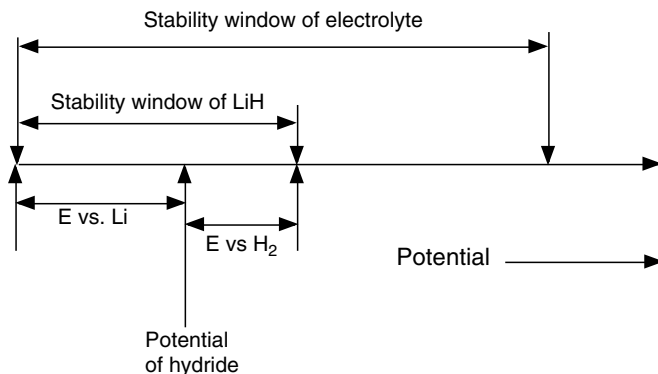 Stability window of electrolyte
Stability window of LiH
E vs. Li
E vs H₂
Potential
Potential
of hydride